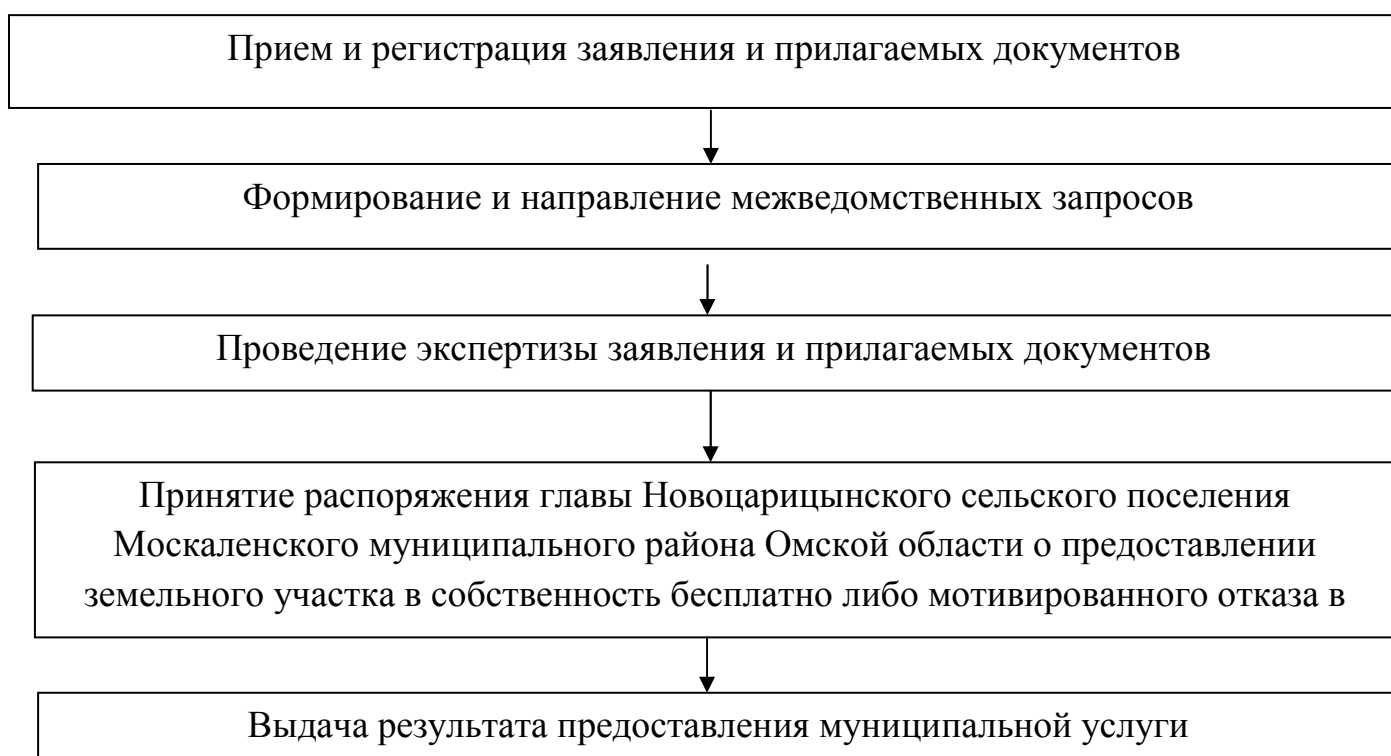 Прием и регистрация заявления и прилагаемых документов
Формирование и направление межведомственных запросов
Проведение экспертизы заявления и прилагаемых документов
Принятие распоряжения главы Новоцарицынского сельского поселения
Москаленского муниципального района Омской области о предоставлении
земельного участка в собственность бесплатно либо мотивированного отказа в
Выдача результата предоставления муниципальной услуги